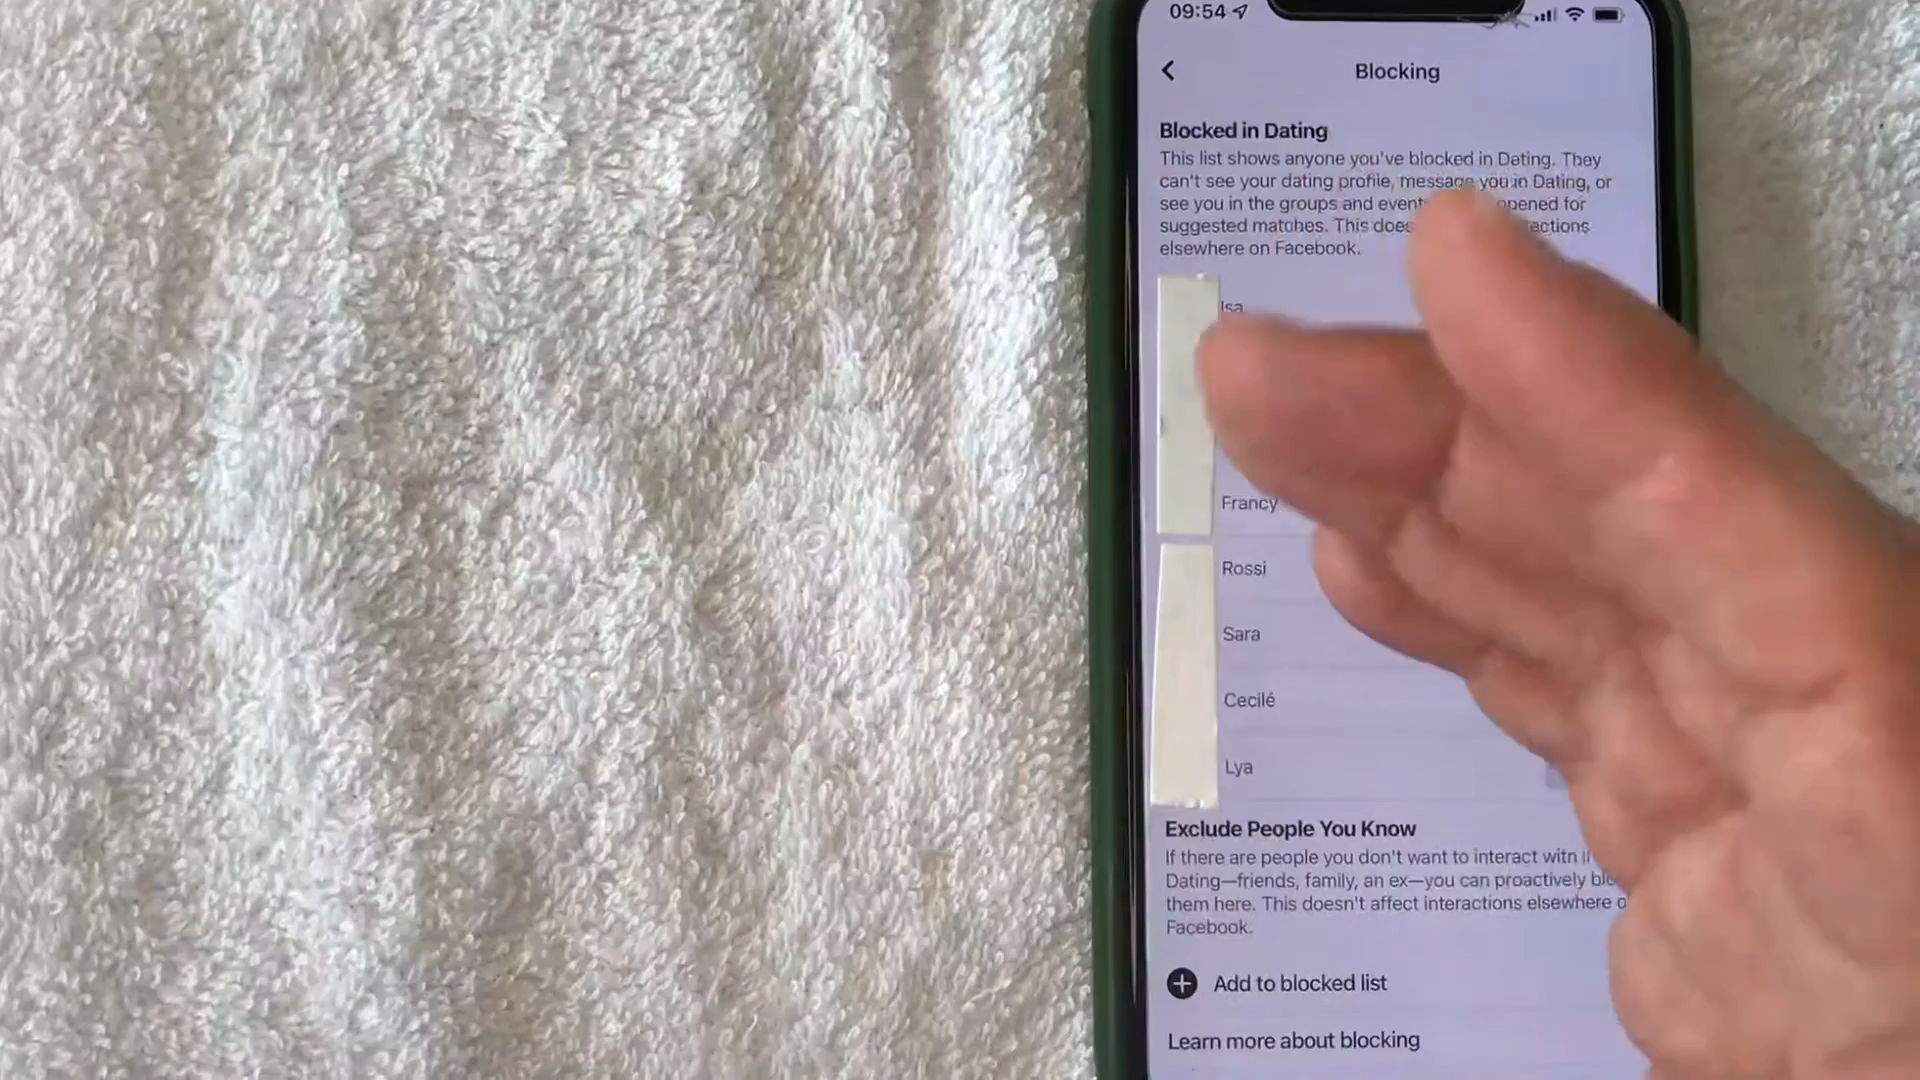 09:54
Blocking
Blocked in Dating
This list shows anyone you've blocked in Dating. They
can't see your dating profile, message you in Dating, or
see you in the groups and opened for
suggested matches. This
elsewhere on Facebook.
Isa
Francy
Rossi
Sara
Cecilé
Lya
Exclude People You Know
If there are people you don't want to interact with
Dating—friends, family, an ex—you can proactively
them here. This doesn't affect interactions elsewhere
Facebook.
Add to blocked list
Learn more about blocking